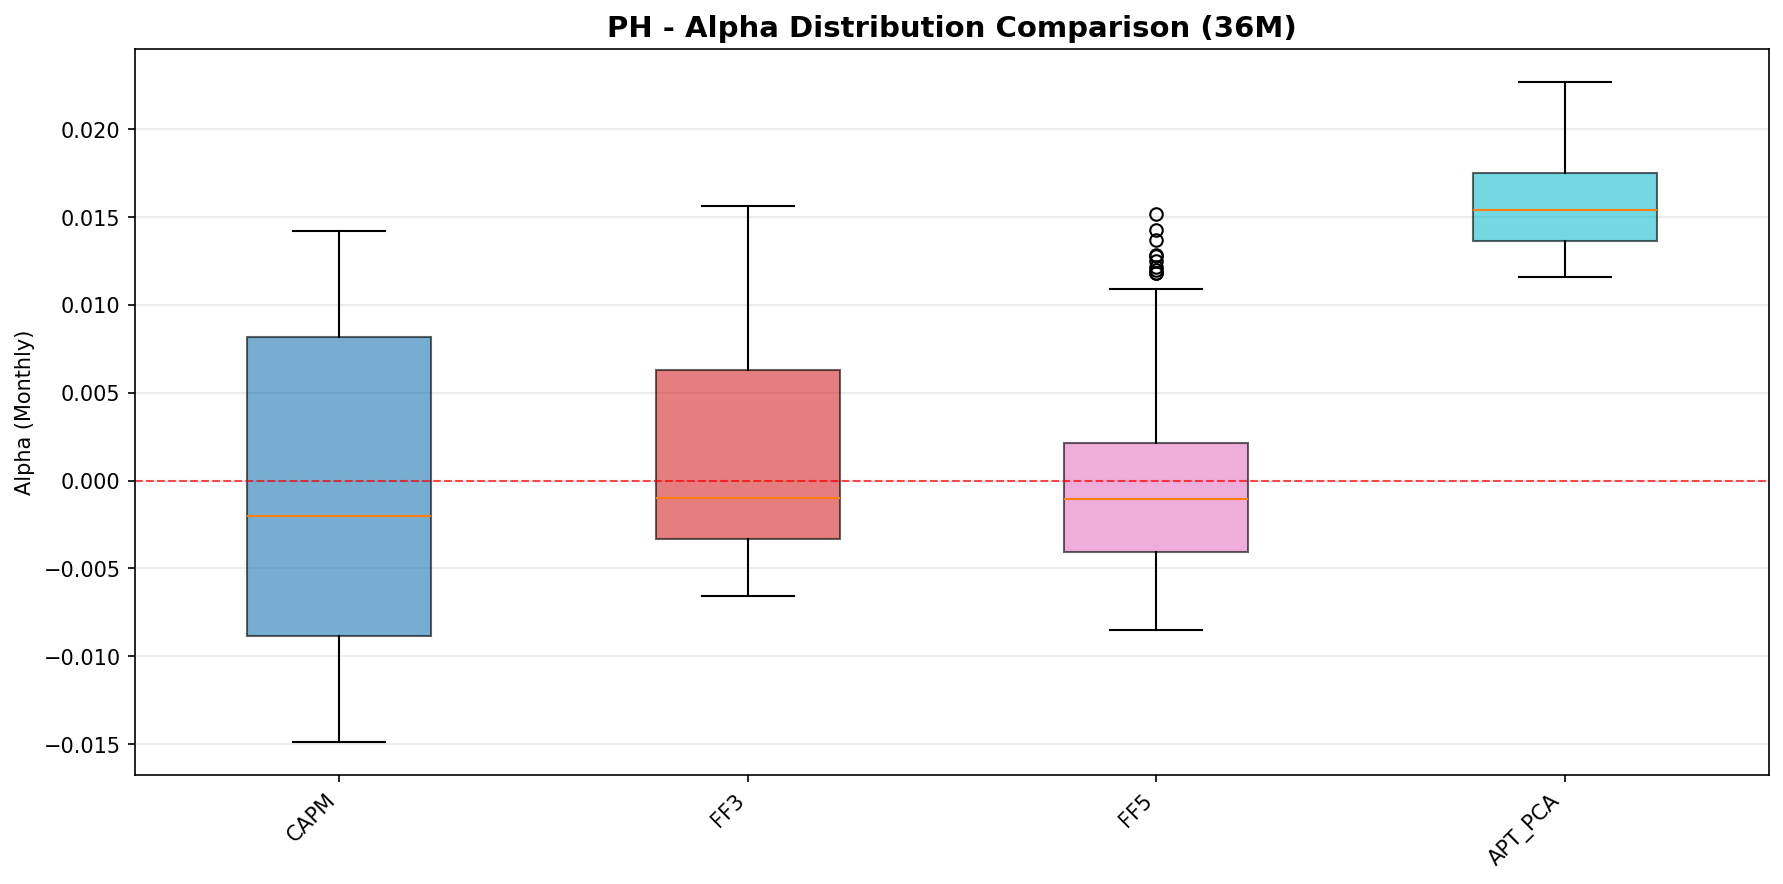 PH - Alpha Distribution Comparison (36M)
Alpha (Monthly)
0.020
0.015
0.010
0.005
0.000
−0.005
−0.010
−0.015
CAPM
FF3
FF5
APT_PCA